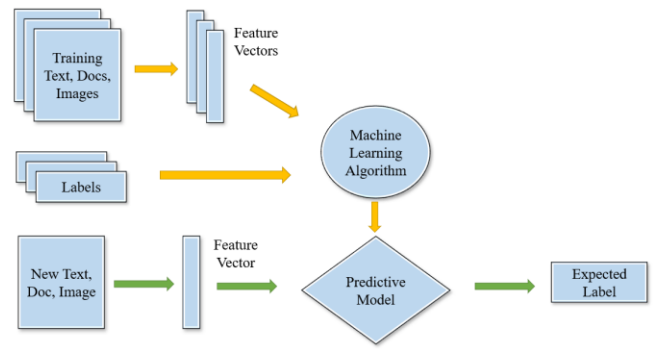 Training
Text, Docs,
Images
Feature
Vectors
Machine
Learning
Algorithm
Labels
New Text,
Doc, Image
Feature
Vector
Predictive
Model
Expected
Label